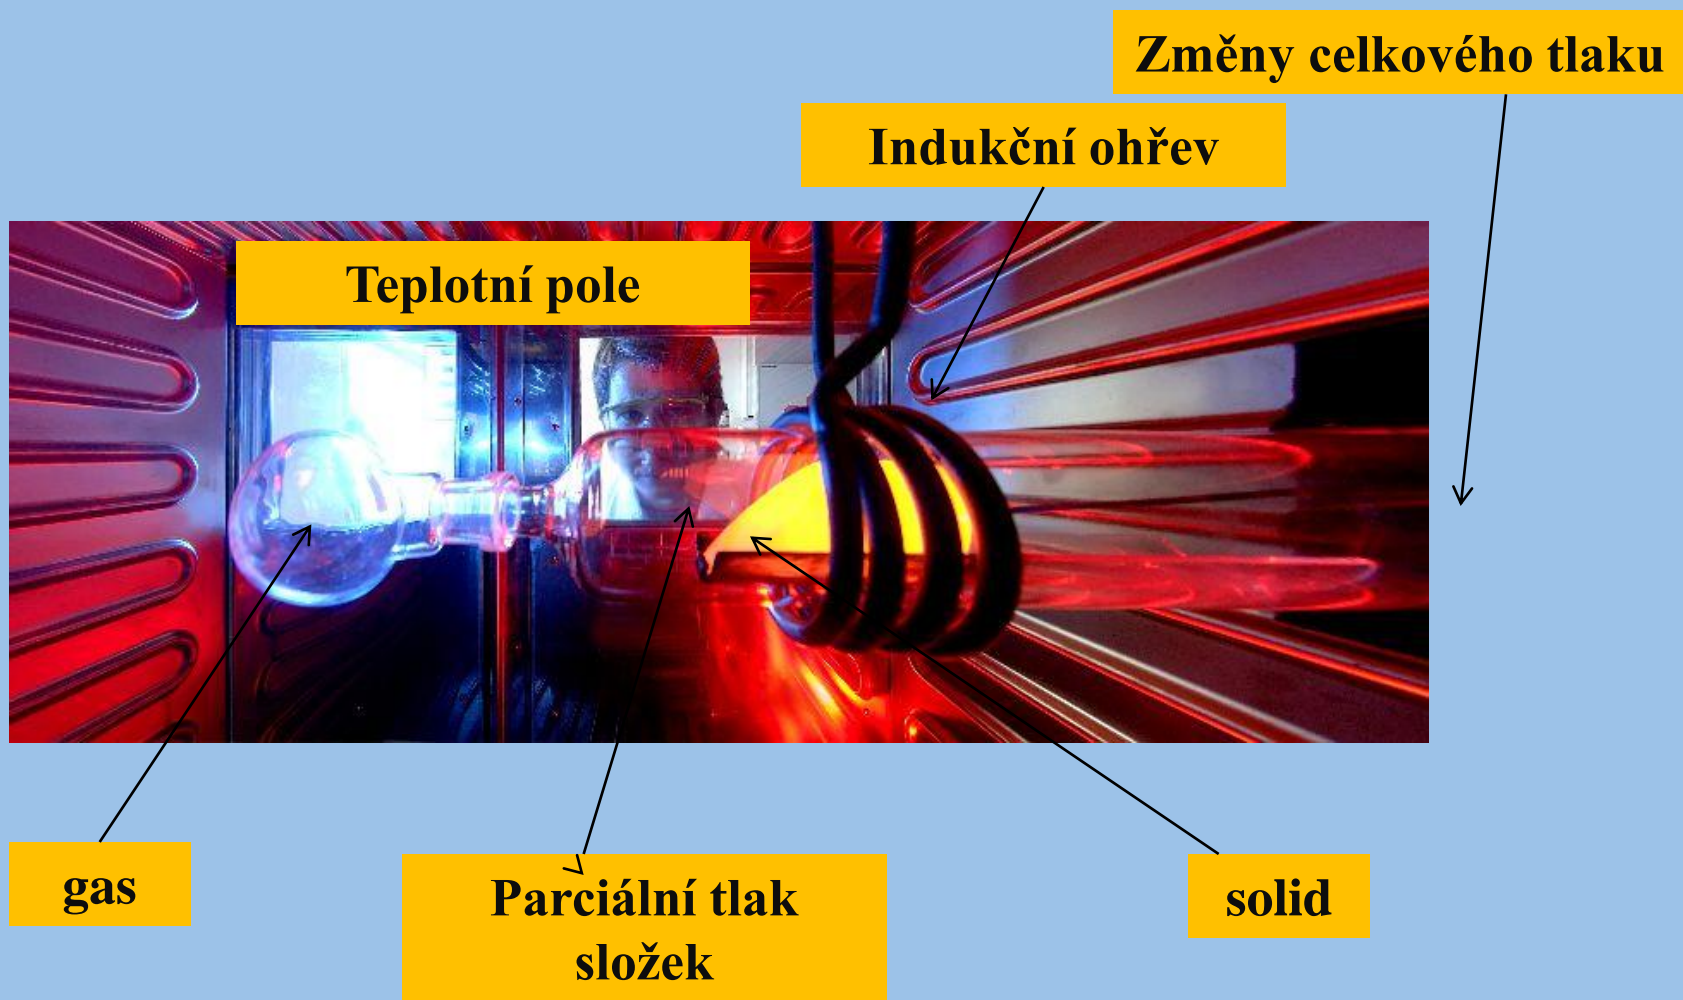 Změny celkového tlaku
Indukční ohřev
Teplotní pole
gas
Parciální tlak
složek
solid